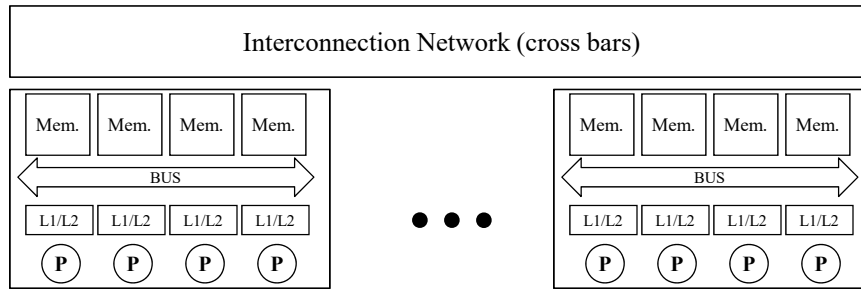 Interconnection Network (cross bars)
Mem. Mem. Mem. Mem.
BUS
L1/L2 L1/L2 L1/L2 L1/L2
P P P P
Mem. Mem. Mem. Mem.
BUS
L1/L2 L1/L2 L1/L2 L1/L2
P P P P